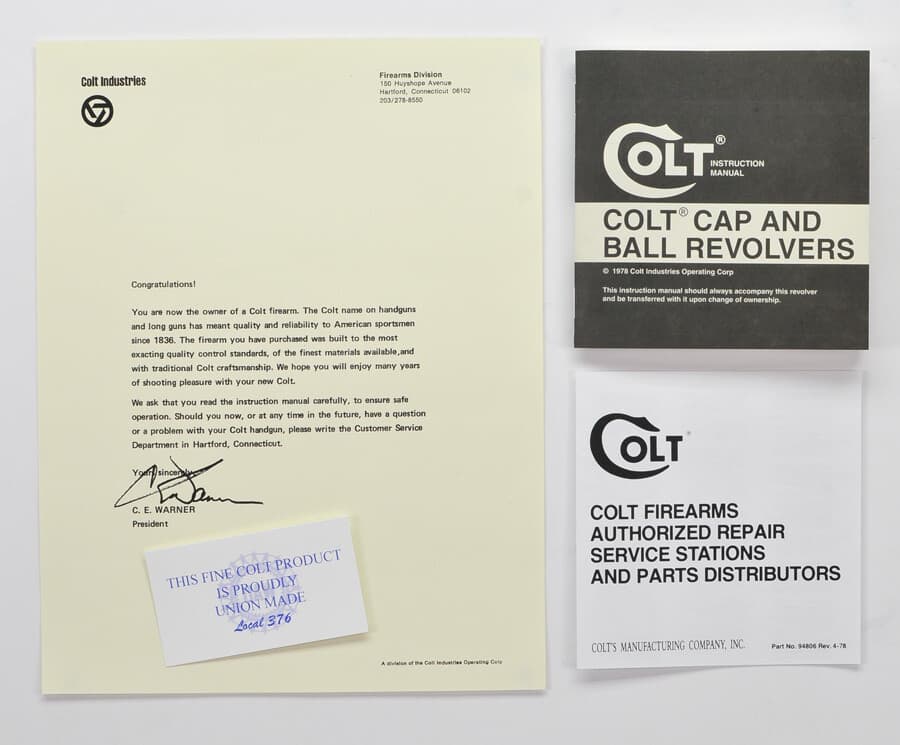 Colt Industries
Firearms Division
150 Huyshope Avenue
Hartford, Connecticut 06102
203/278-8550
Congratulations!
You are now the owner of a Colt firearm. The Colt name on handguns
and long guns has meant quality and reliability to American sportsmen
since 1836. The firearm you have purchased was built to the most
exacting quality control standards, of the finest materials available,and
with traditional Colt craftsmanship. We hope you will enjoy many years
of shooting pleasure with your new Colt.
We ask that you read the instruction manual carefully, to ensure safe
operation. Should you now, or at any time in the future, have a question
or a problem with your Colt handgun, please write the Customer Service
Department in Hartford, Connecticut.
Yours sincerely,
C E Warner
C. E. WARNER
President
THIS FINE COLT PRODUCT
IS PROUDLY
UNION MADE
Local 376
A division of the Colt Industries Operating Corp
COLT®
INSTRUCTION
MANUAL
COLT® CAP AND
BALL REVOLVERS
© 1978 Colt Industries Operating Corp
This instruction manual should always accompany this revolver
and be transferred with it upon change of ownership.
COLT®
COLT FIREARMS
AUTHORIZED REPAIR
SERVICE STATIONS
AND PARTS DISTRIBUTORS
COLT'S MANUFACTURING COMPANY, INC.
Part No. 94806 Rev. 4-78